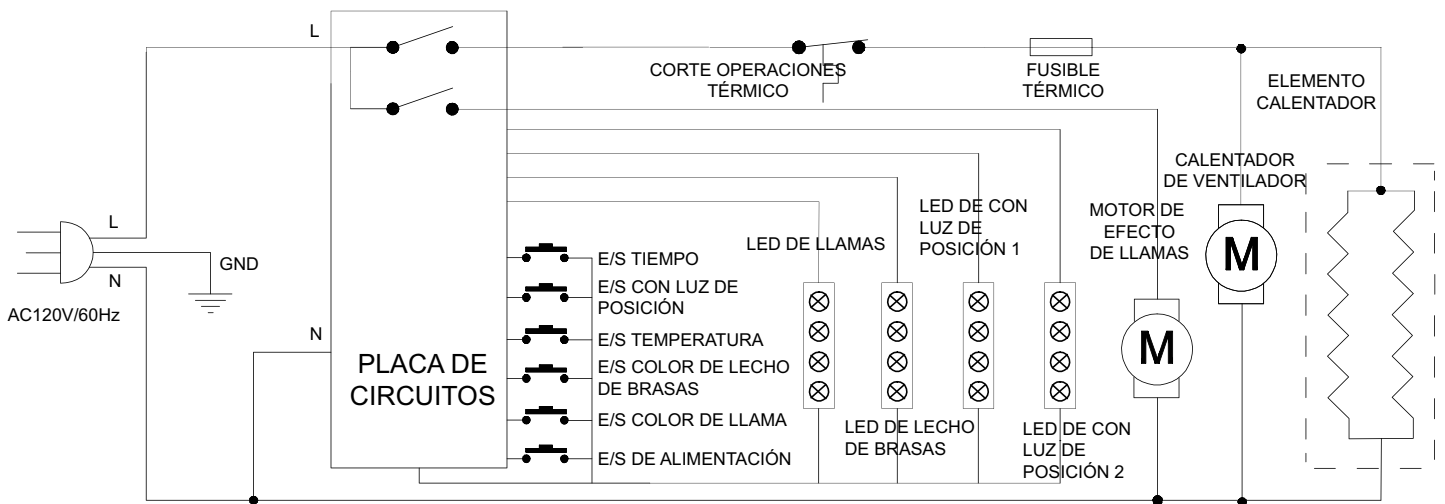 L
CORTE OPERACIONES
TÉRMICO
FUSIBLE
TÉRMICO
ELEMENTO
CALENTADOR
CALENTADOR
DE VENTILADOR
MOTOR DE
EFECTO
DE LLAMAS
LED DE CON
LUZ DE
POSICIÓN 1
LED DE LLAMAS
L
GND
N
AC120V/60Hz
N
PLACA DE
CIRCUITOS
E/S TIEMPO
E/S CON LUZ DE
POSICIÓN
E/S TEMPERATURA
E/S COLOR DE LECHO
DE BRASAS
E/S COLOR DE LLAMA
E/S DE ALIMENTACIÓN
M
M
LED DE LECHO
DE BRASAS
LED DE CON
LUZ DE
POSICIÓN 2